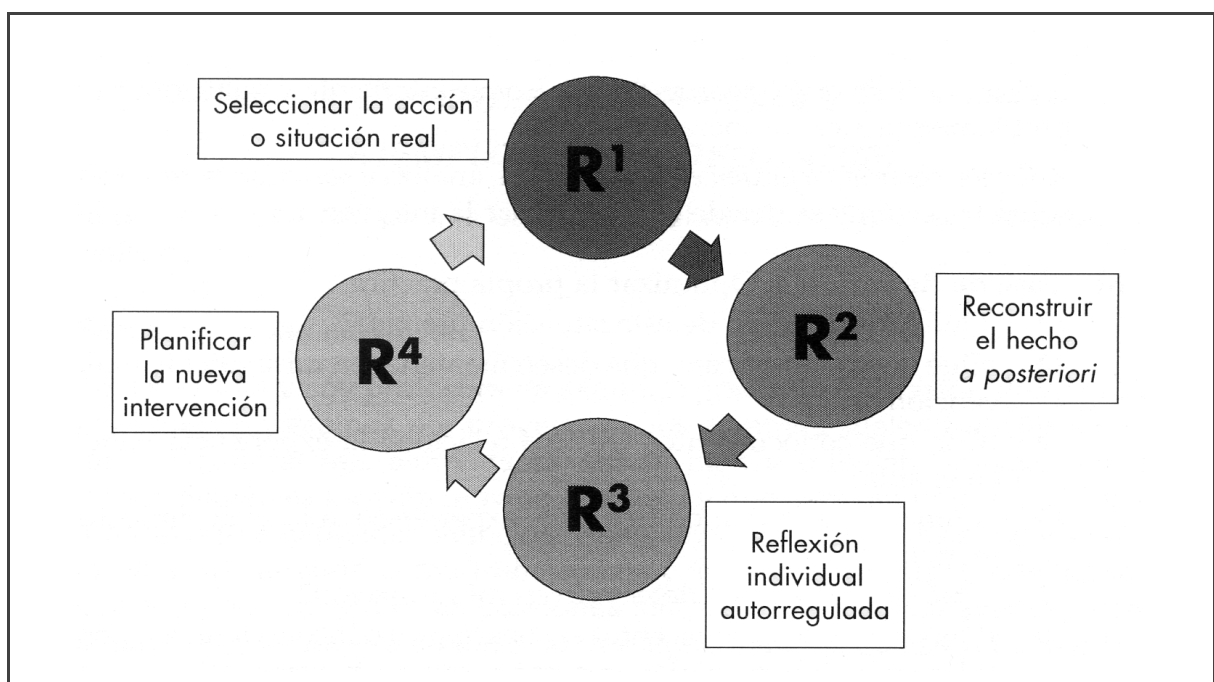 Seleccionar la acción
o situación real
R¹
R²
Reconstruir
el hecho
a posteriori
R³
Reflexión
individual
autorregulada
R⁴
Planificar
la nueva
intervención